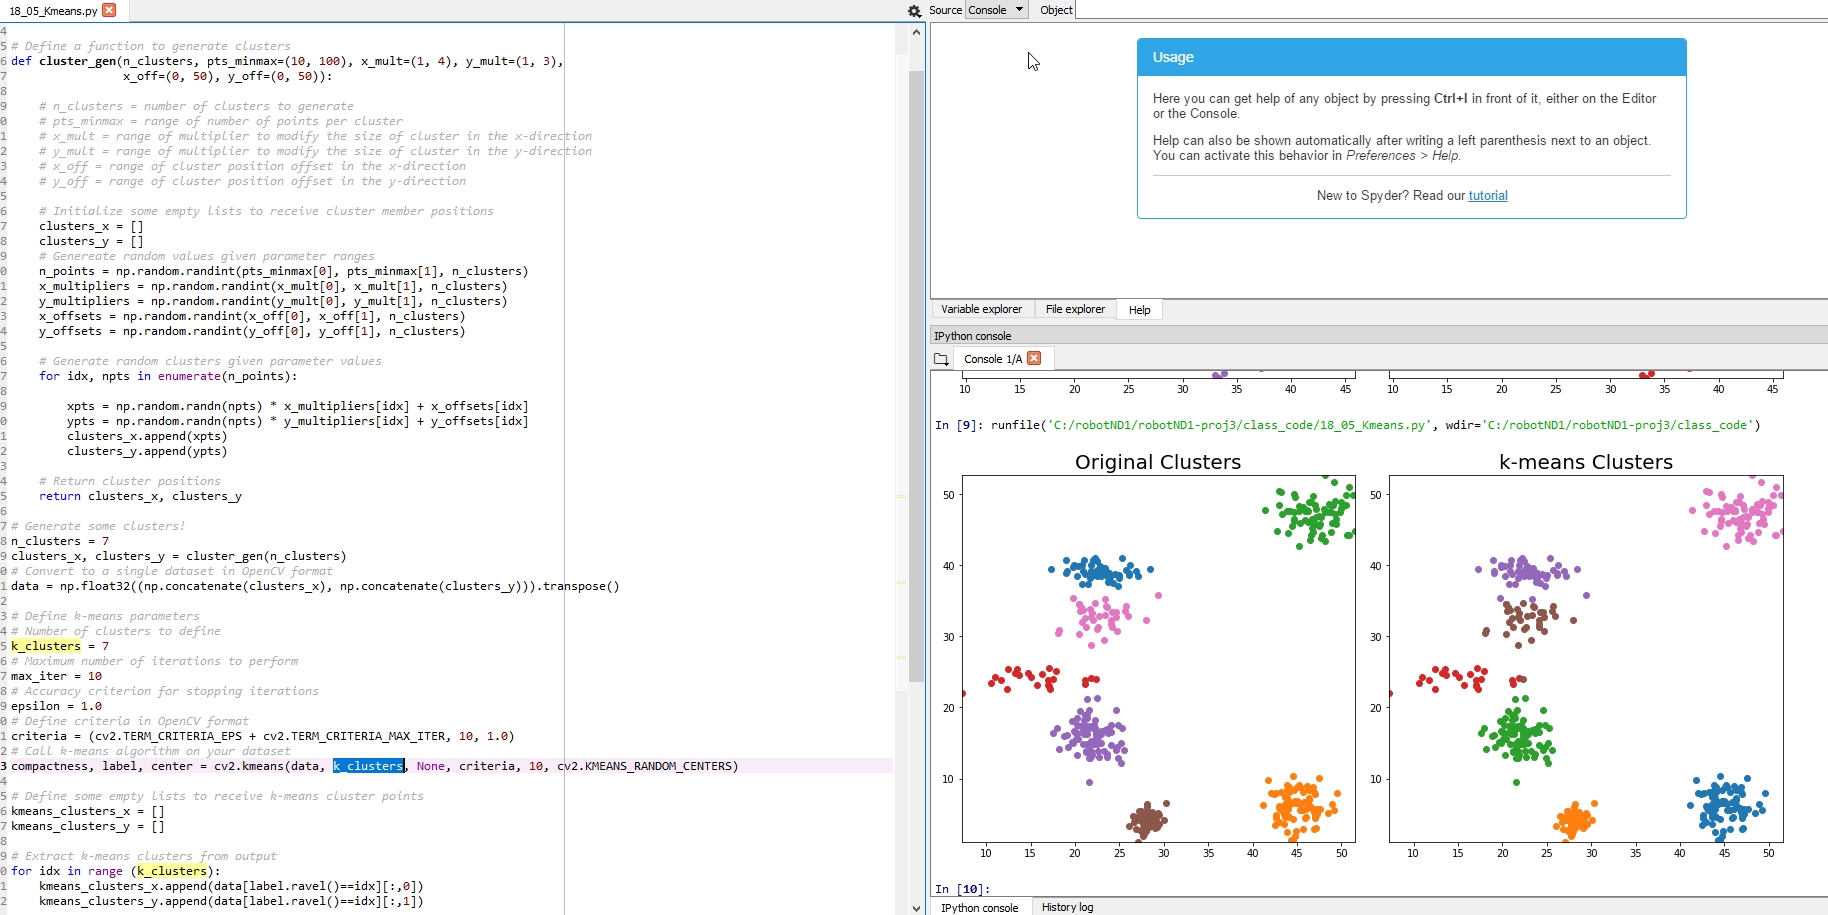 18_05_Kmeans.py
4
5 # Define a function to generate clusters
6 def cluster_gen(n_clusters, pts_minmax=(10, 100), x_mult=(1, 4), y_mult=(1, 3),
7                 x_off=(0, 50), y_off=(0, 50)):
8
9     # n_clusters = number of clusters to generate
0     # pts_minmax = range of number of points per cluster
1     # x_mult = range of multiplier to modify the size of cluster in the x-direction
2     # y_mult = range of multiplier to modify the size of cluster in the y-direction
3     # x_off = range of cluster position offset in the x-direction
4     # y_off = range of cluster position offset in the y-direction
5
6     # Initialize some empty lists to receive cluster member positions
7     clusters_x = []
8     clusters_y = []
9     # Genereate random values given parameter ranges
0     n_points = np.random.randint(pts_minmax[0], pts_minmax[1], n_clusters)
1     x_multipliers = np.random.randint(x_mult[0], x_mult[1], n_clusters)
2     y_multipliers = np.random.randint(y_mult[0], y_mult[1], n_clusters)
3     x_offsets = np.random.randint(x_off[0], x_off[1], n_clusters)
4     y_offsets = np.random.randint(y_off[0], y_off[1], n_clusters)
5
6     # Generate random clusters given parameter values
7     for idx, npts in enumerate(n_points):
8
9         xpts = np.random.randn(npts) * x_multipliers[idx] + x_offsets[idx]
0         ypts = np.random.randn(npts) * y_multipliers[idx] + y_offsets[idx]
1         clusters_x.append(xpts)
2         clusters_y.append(ypts)
3
4     # Return cluster positions
5     return clusters_x, clusters_y
6
7 # Generate some clusters!
8 n_clusters = 7
9 clusters_x, clusters_y = cluster_gen(n_clusters)
0 # Convert to a single dataset in OpenCV format
1 data = np.float32((np.concatenate(clusters_x), np.concatenate(clusters_y))).transpose()
2
3 # Define k-means parameters
4 # Number of clusters to define
5 k_clusters = 7
6 # Maximum number of iterations to perform
7 max_iter = 10
8 # Accuracy criterion for stopping iterations
9 epsilon = 1.0
0 # Define criteria in OpenCV format
1 criteria = (cv2.TERM_CRITERIA_EPS + cv2.TERM_CRITERIA_MAX_ITER, 10, 1.0)
2 # Call k-means algorithm on your dataset
3 compactness, label, center = cv2.kmeans(data, k_clusters, None, criteria, 10, cv2.KMEANS_RANDOM_CENTERS)
4
5 # Define some empty lists to receive k-means cluster points
6 kmeans_clusters_x = []
7 kmeans_clusters_y = []
8
9 # Extract k-means clusters from output
0 for idx in range (k_clusters):
1     kmeans_clusters_x.append(data[label.ravel()==idx][:,0])
2     kmeans_clusters_y.append(data[label.ravel()==idx][:,1])
Source Console Object
Usage
Here you can get help of any object by pressing Ctrl+I in front of it, either on the Editor
or the Console.
Help can also be shown automatically after writing a left parenthesis next to an object.
You can activate this behavior in Preferences > Help.
New to Spyder? Read our tutorial
Variable explorer File explorer Help
IPython console
Console 1/A
10 15 20 25 30 35 40 45 10 15 20 25 30 35 40 45
In [9]: runfile('C:/robotND1/robotND1-proj3/class_code/18_05_Kmeans.py', wdir='C:/robotND1/robotND1-proj3/class_code')
Original Clusters
50
40
30
20
10
10 15 20 25 30 35 40 45 50
k-means Clusters
50
40
30
20
10
10 15 20 25 30 35 40 45 50
In [10]:
IPython console History log